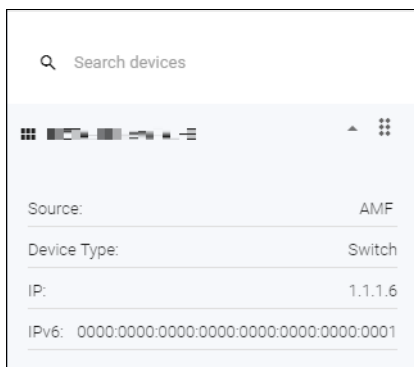 Search devices
Source: AMF
Device Type: Switch
IP: 1.1.1.6
IPv6: 0000:0000:0000:0000:0000:0000:0000:0001